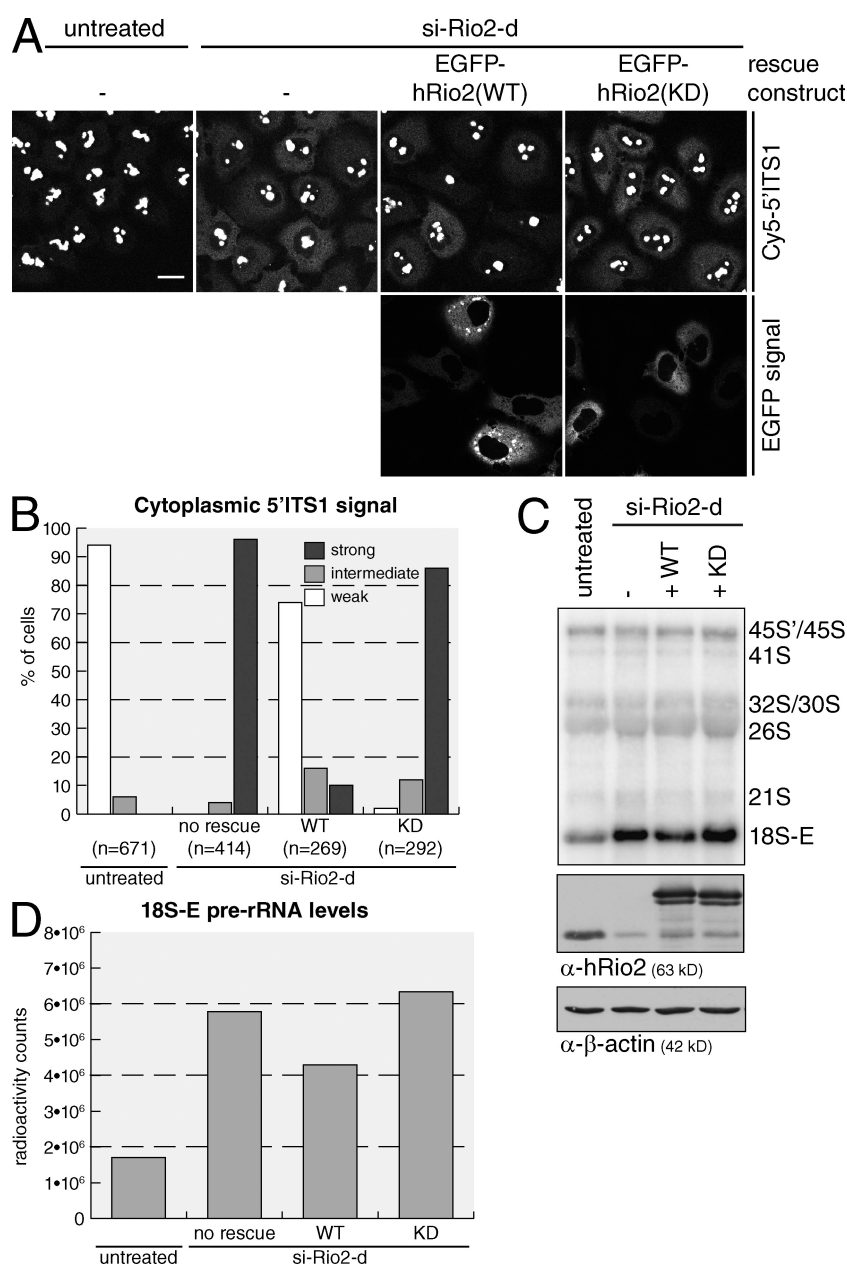 A
untreated
si-Rio2-d
-
-
EGFP-
hRio2(WT)
EGFP-
hRio2(KD)
rescue
construct
Cy5-5'ITS1
EGFP signal
B
Cytoplasmic 5'ITS1 signal
% of cells
100
90
80
70
60
50
40
30
20
10
0
strong
intermediate
weak
no rescue
WT
KD
(n=671)
(n=414)
(n=269)
(n=292)
untreated
si-Rio2-d
C
untreated
si-Rio2-d
-
+ WT
+ KD
45S'/45S
41S
32S/30S
26S
21S
18S-E
α-hRio2 (63 kD)
α-β-actin (42 kD)
D
18S-E pre-rRNA levels
radioactivity counts
8•10⁶
7•10⁶
6•10⁶
5•10⁶
4•10⁶
3•10⁶
2•10⁶
1•10⁶
0
no rescue
WT
KD
untreated
si-Rio2-d